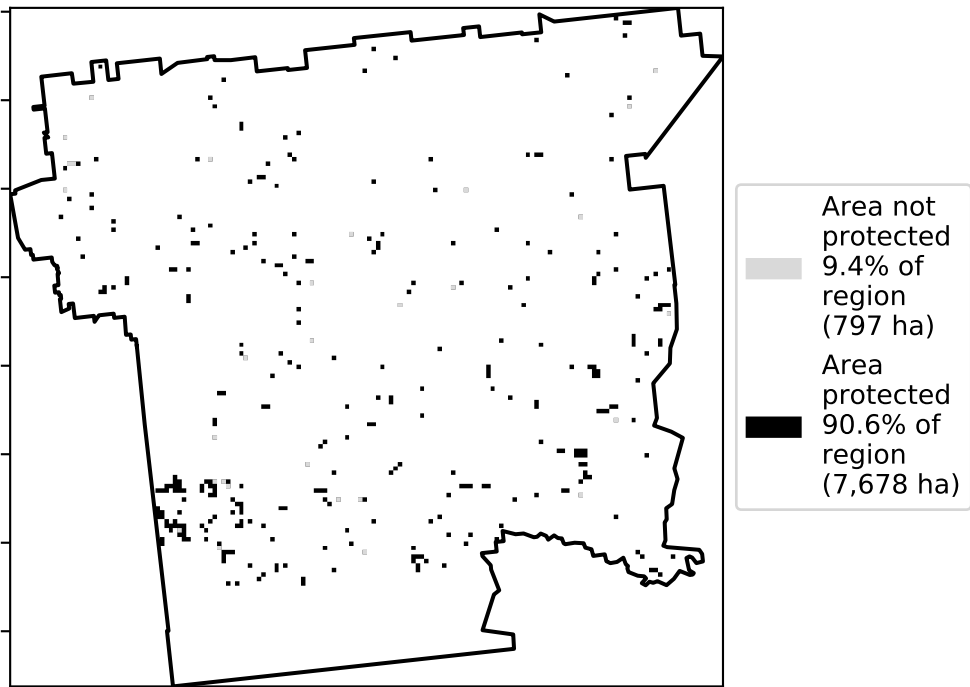 Area not
protected
9.4% of
region
(797 ha)
Area
protected
90.6% of
region
(7,678 ha)